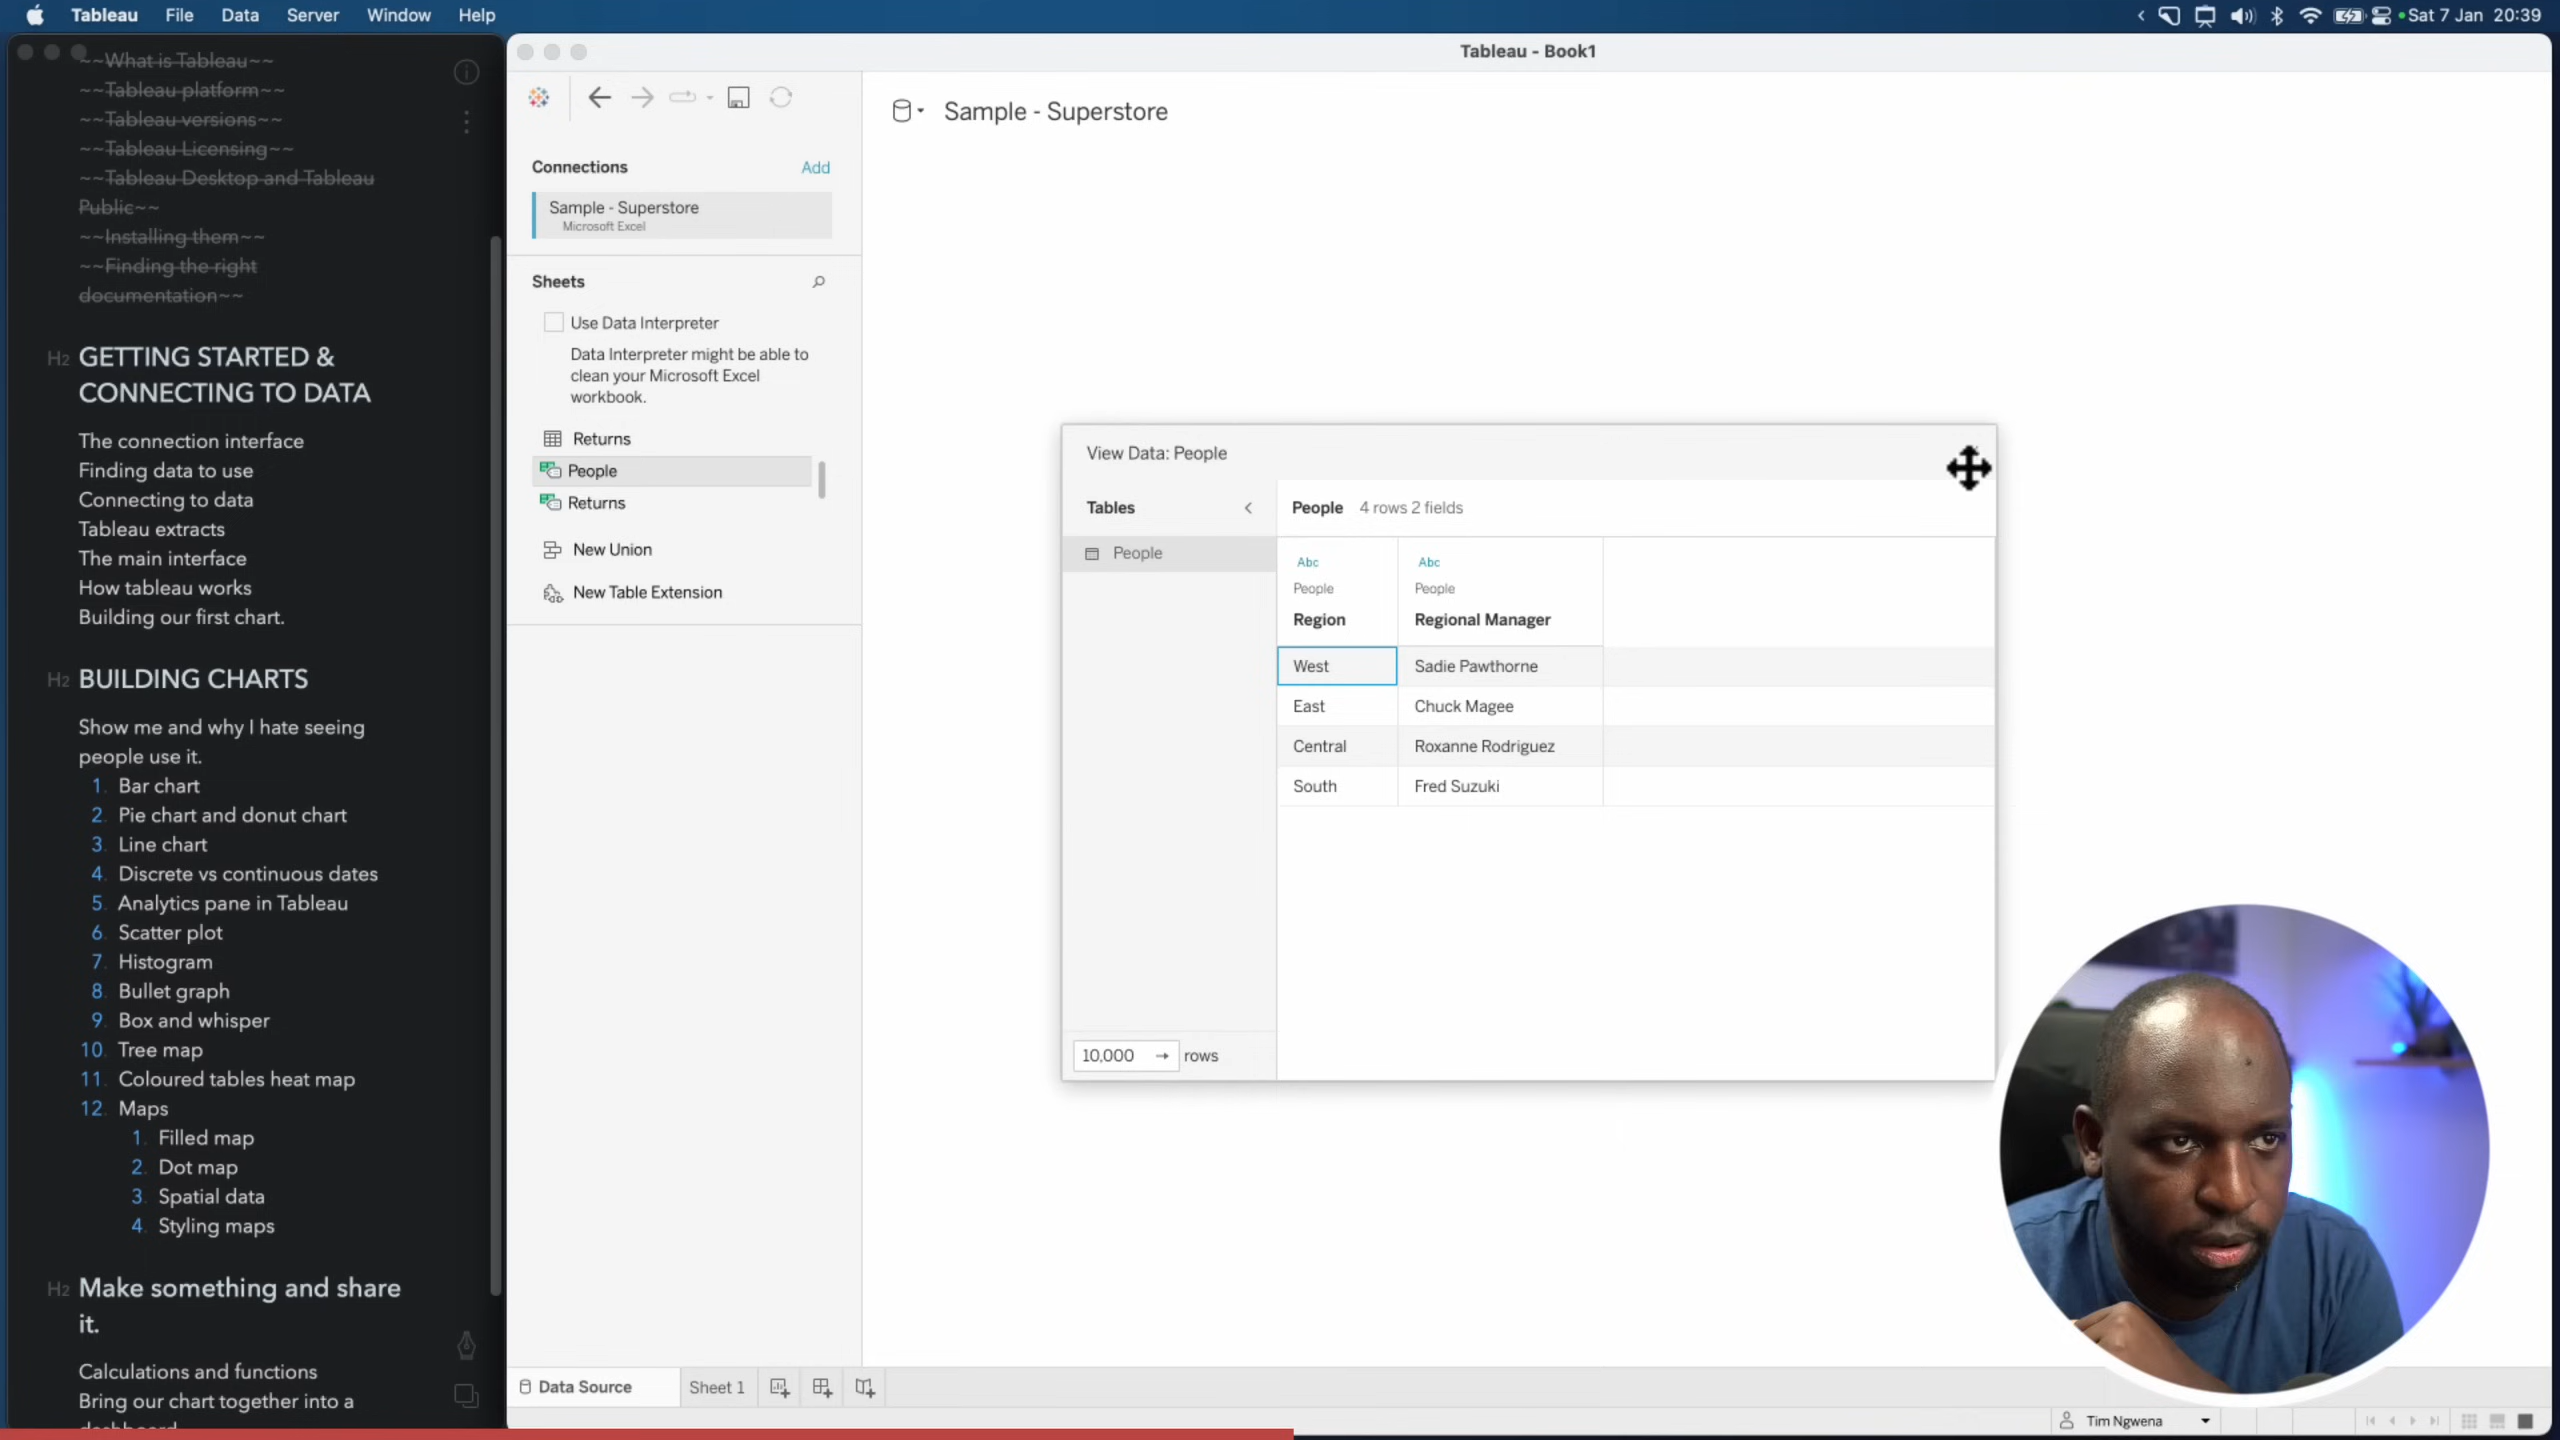 Tableau File Data Server Window Help
Sat 7 Jan 20:39
~~What is Tableau~~
~~Tableau platform~~
~~Tableau versions~~
~~Tableau Licensing~~
~~Tableau Desktop and Tableau
Public~~
~~Installing them~~
~~Finding the right
documentation~~
H2 GETTING STARTED &
CONNECTING TO DATA
The connection interface
Finding data to use
Connecting to data
Tableau extracts
The main interface
How tableau works
Building our first chart.
H2 BUILDING CHARTS
Show me and why I hate seeing
people use it.
1. Bar chart
2. Pie chart and donut chart
3. Line chart
4. Discrete vs continuous dates
5. Analytics pane in Tableau
6. Scatter plot
7. Histogram
8. Bullet graph
9. Box and whisper
10. Tree map
11. Coloured tables heat map
12. Maps
1. Filled map
2. Dot map
3. Spatial data
4. Styling maps
H2 Make something and share
it.
Calculations and functions
Bring our chart together into a
dashboard
Tableau - Book1
Connections Add
Sample - Superstore
Microsoft Excel
Sheets
Use Data Interpreter
Data Interpreter might be able to
clean your Microsoft Excel
workbook.
Returns
People
Returns
New Union
New Table Extension
Sample - Superstore
View Data: People
Tables
People
People 4 rows 2 fields
Abc Abc
People People
Region Regional Manager
West Sadie Pawthorne
East Chuck Magee
Central Roxanne Rodriguez
South Fred Suzuki
10,000 → rows
Data Source Sheet 1
Tim Ngwena